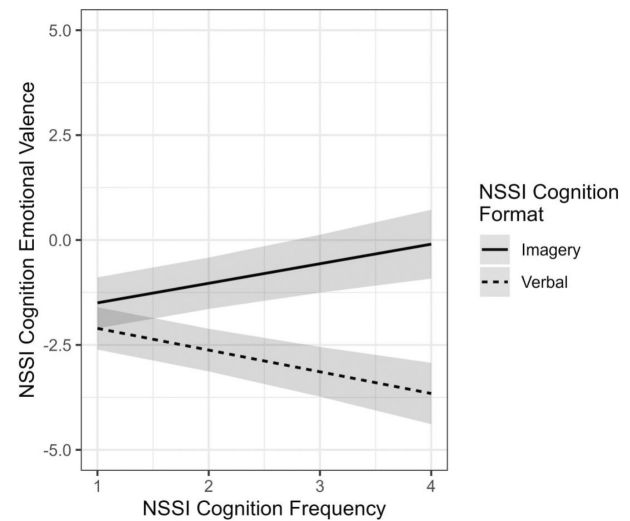 5.0
2.5
0.0
-2.5
-5.0
NSSI Cognition Emotional Valence
1 2 3 4
NSSI Cognition Frequency
NSSI Cognition
Format
Imagery
Verbal